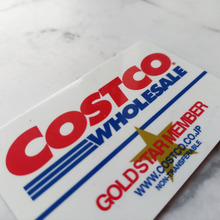 COSTCO
WHOLESALE
GOLD STAR MEMBER
WWW.COSTCO.CO.JP
NON-TRANSFERABLE